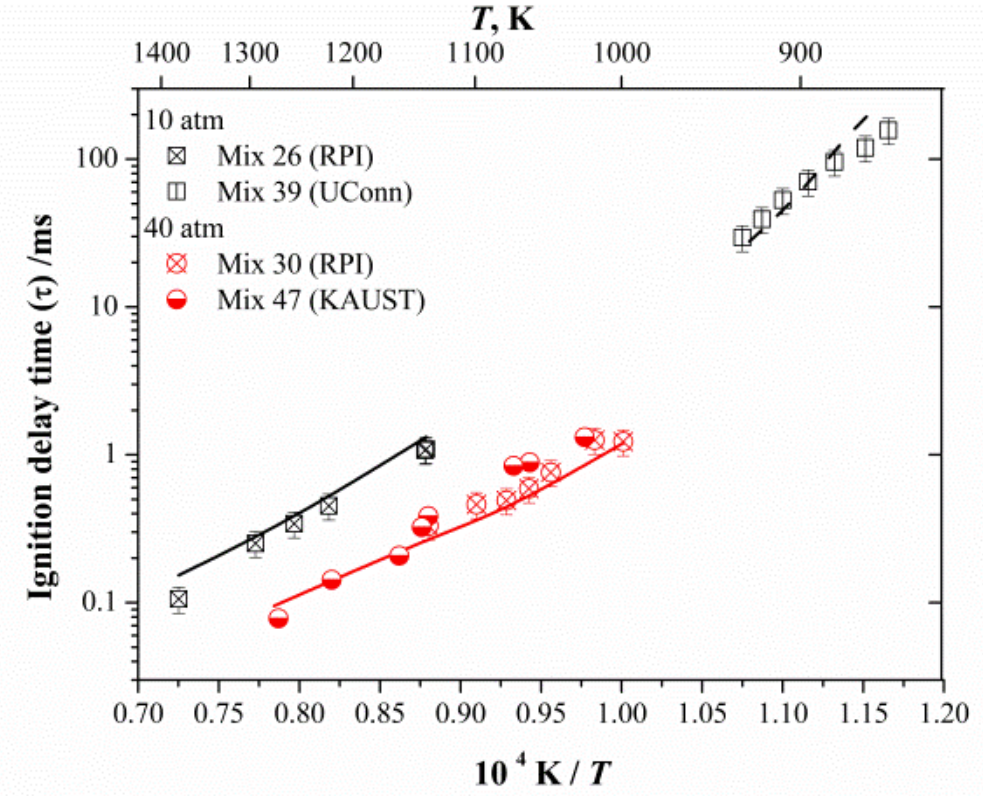 T, K
1400 1300 1200 1100 1000 900
10 atm
Mix 26 (RPI)
Mix 39 (UConn)
40 atm
Mix 30 (RPI)
Mix 47 (KAUST)
100
10
1
0.1
Ignition delay time (τ) /ms
0.70 0.75 0.80 0.85 0.90 0.95 1.00 1.05 1.10 1.15 1.20
10 ⁴ K / T